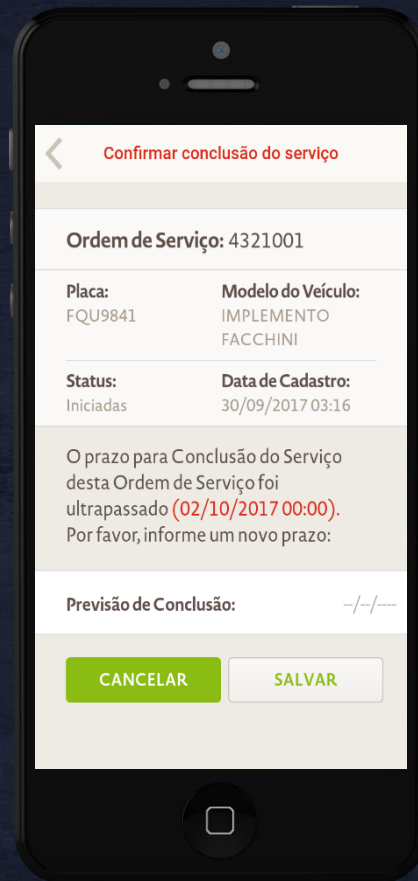 Confirmar conclusão do serviço
Ordem de Serviço: 4321001
Placa:
FQU9841
Modelo do Veículo:
IMPLEMENTO
FACCHINI
Status:
Iniciadas
Data de Cadastro:
30/09/2017 03:16
O prazo para Conclusão do Serviço
desta Ordem de Serviço foi
ultrapassado (02/10/2017 00:00).
Por favor, informe um novo prazo:
Previsão de Conclusão: --/--/----
CANCELAR
SALVAR